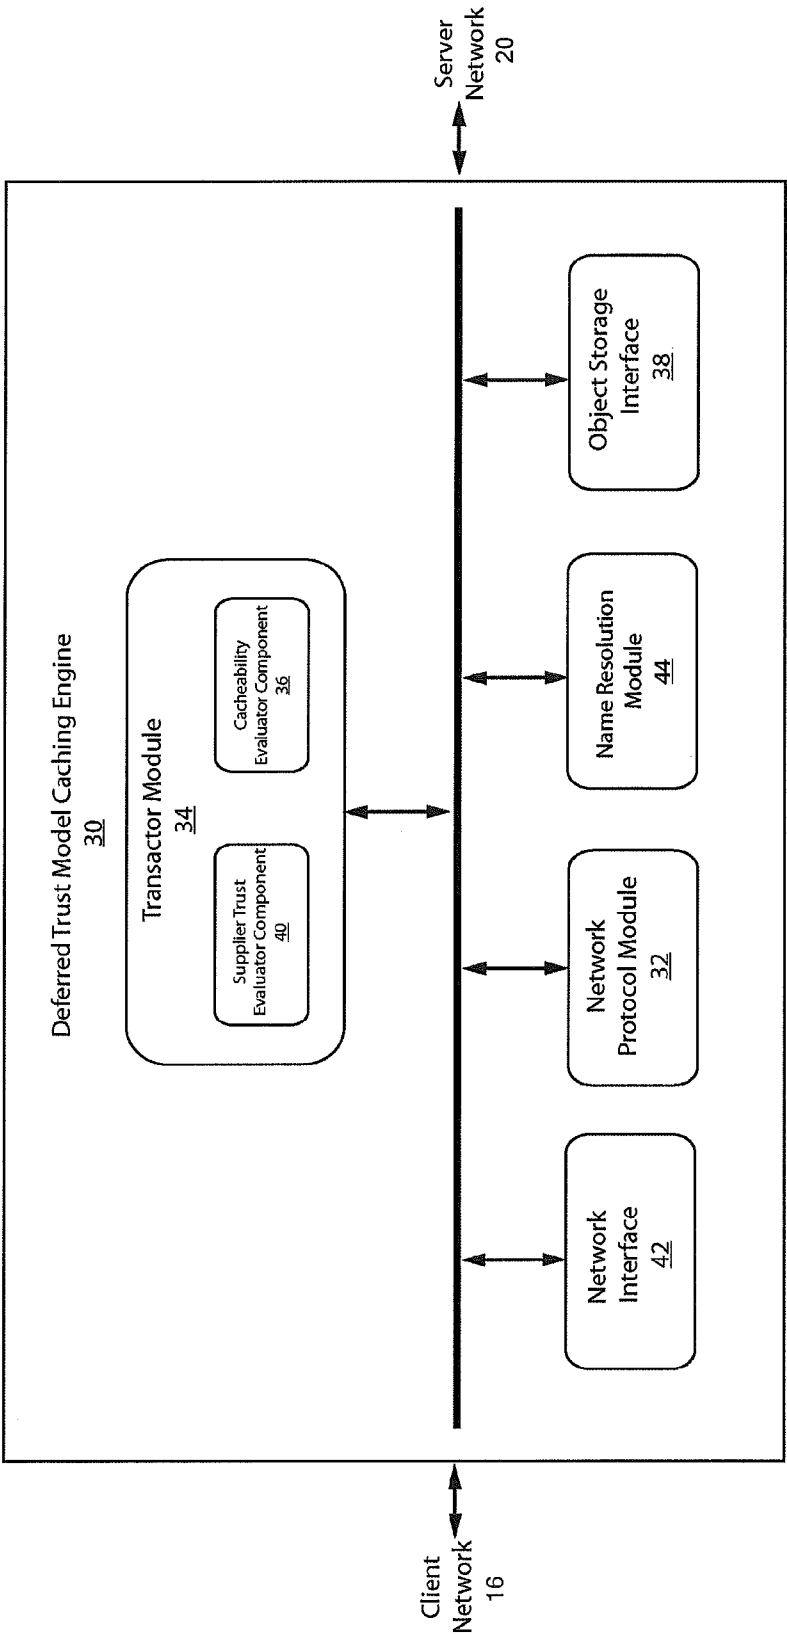 Deferred Trust Model Caching Engine
30
Transactor Module
34
Supplier Trust
Evaluator Component
40
Cacheability
Evaluator Component
36
Client
Network
16
Server
Network
20
Network
Interface
42
Network
Protocol Module
32
Name Resolution
Module
44
Object Storage
Interface
38